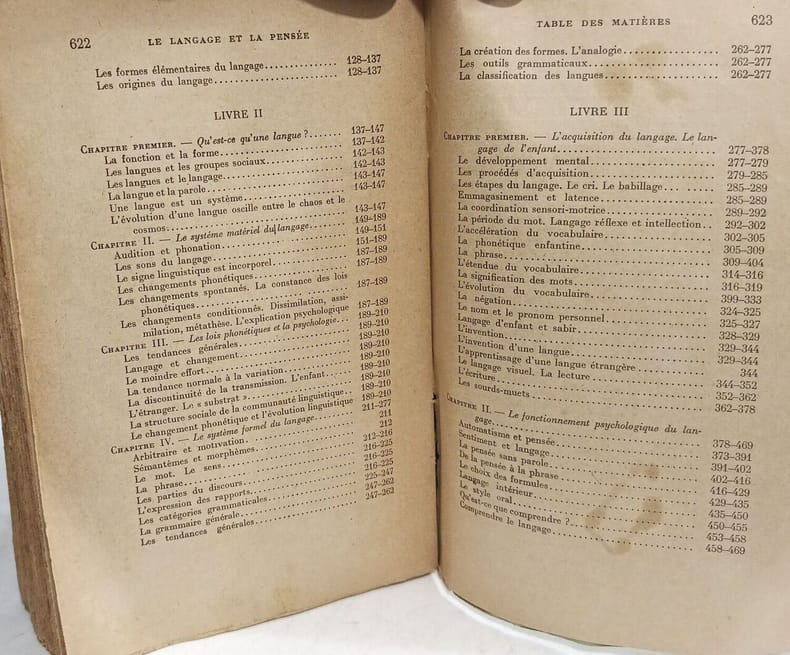 622 LE LANGAGE ET LA PENSÉE
Les formes élémentaires du langage 128-137
Les origines du langage 128-137
LIVRE II
CHAPITRE PREMIER. — Qu'est-ce qu'une langue ? 137-147
La fonction et la forme 137-142
Les langues et les groupes sociaux 142-143
Les langues et le langage 142-143
La langue et la parole 143-147
Une langue est un système 143-147
L'évolution d'une langue oscille entre le chaos et le
cosmos 143-147
CHAPITRE II. — Le système matériel du langage 149-189
Audition et phonation 149-151
Les sons du langage 151-189
Le signe linguistique est incorporel 187-189
Les changements phonétiques 187-189
Les changements spontanés. La constance des lois
phonétiques 187-189
Les changements conditionnés. Dissimilation, assi-
milation, métathèse. L'explication psychologique 187-189
CHAPITRE III. — Les lois phonétiques et la psychologie 189-210
Les tendances générales 189-210
Langage et changement 189-210
Le moindre effort 189-210
La tendance normale à la variation 189-210
La discontinuité de la transmission. L'enfant 189-210
L'étranger. Le « substrat » 189-210
La structure sociale de la communauté linguistique 189-210
Le changement phonétique et l'évolution linguistique 189-210
CHAPITRE IV. — Le système formel du langage 211-277
Arbitraire et motivation 211
Sémantèmes et morphèmes 212
Le mot. Le sens 212-216
La phrase 216-225
Les parties du discours 216-225
L'expression des rapports 216-225
Les catégories grammaticales 225-247
La grammaire générale 247-262
Les tendances générales 247-262
TABLE DES MATIÈRES 623
La création des formes. L'analogie 262-277
Les outils grammaticaux 262-277
La classification des langues 262-277
LIVRE III
CHAPITRE PREMIER. — L'acquisition du langage. Le lan-
gage de l'enfant 277-378
Le développement mental 277-279
Les procédés d'acquisition 279-285
Les étapes du langage. Le cri. Le babillage 285-289
Emmagasinement et latence 285-289
La coordination sensori-motrice 289-292
La période du mot. Langage réflexe et intellection 292-302
L'accélération du vocabulaire 302-305
La phonétique enfantine 305-309
La phrase 309-404
L'étendue du vocabulaire 314-316
La signification des mots 316-319
L'évolution du vocabulaire 399-333
La négation 324-325
Le nom et le pronom personnel 325-327
Langage d'enfant et sabir 328-329
L'invention 329-344
L'invention d'une langue 329-344
L'apprentissage d'une langue étrangère 344
Le langage visuel. La lecture 344-352
L'écriture 352-362
Les sourds-muets 362-378
CHAPITRE II. — Le fonctionnement psychologique du lan-
gage 378-469
Automatisme et pensée 373-391
Sentiment et langage 391-402
La pensée sans parole 402-416
De la pensée à la phrase 416-429
Le choix des formules 429-435
Langage intérieur 435-450
Le style oral 450-455
Qu'est-ce que comprendre ? 453-458
Comprendre le langage 458-469